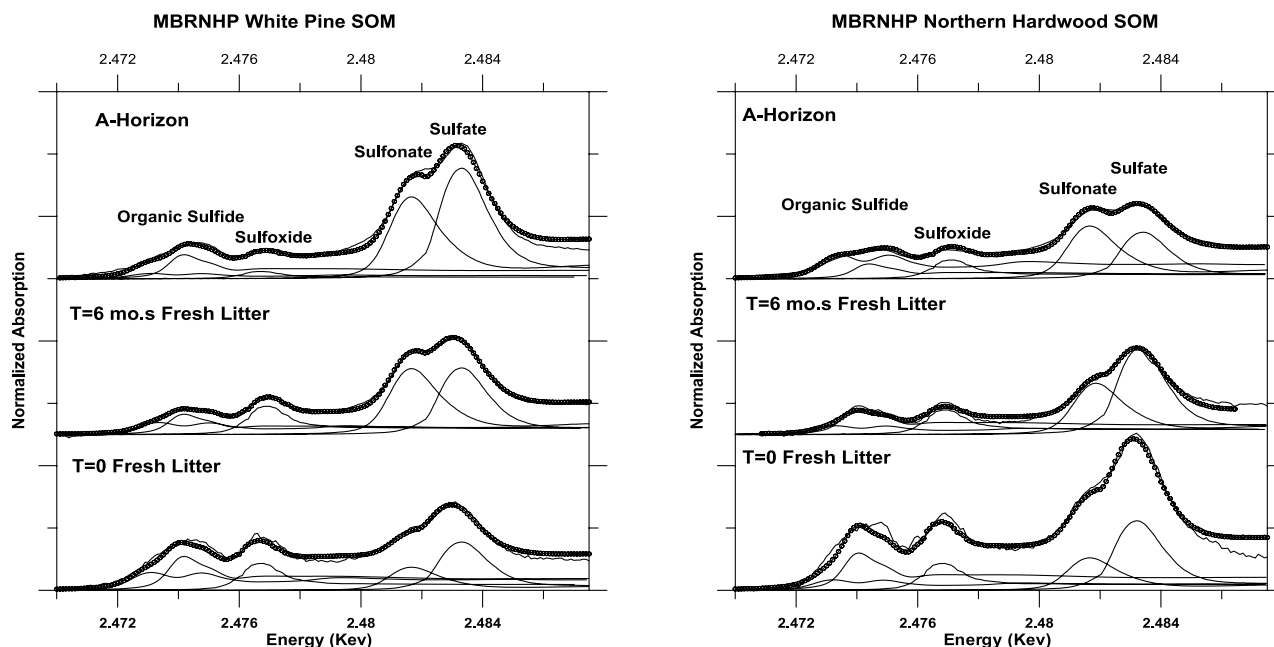 MBRNHP White Pine SOM
2.472 2.476 2.48 2.484
A-Horizon
Sulfate
Sulfonate
Organic Sulfide
Sulfoxide
T=6 mo.s Fresh Litter
T=0 Fresh Litter
Normalized Absorption
2.472 2.476 2.48 2.484
Energy (Kev)
MBRNHP Northern Hardwood SOM
2.472 2.476 2.48 2.484
A-Horizon
Sulfate
Sulfonate
Organic Sulfide
Sulfoxide
T=6 mo.s Fresh Litter
T=0 Fresh Litter
Normalized Absorption
2.472 2.476 2.48 2.484
Energy (Kev)